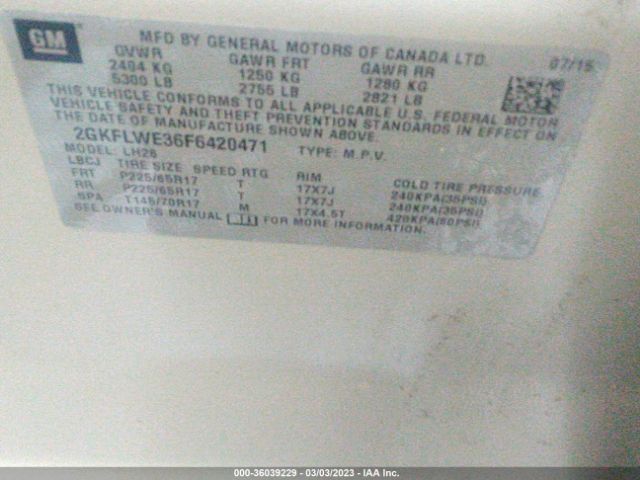 GM
MFD BY GENERAL MOTORS OF CANADA LTD. 07/15
GVWR GAWR FRT GAWR RR
2404 KG 1250 KG 1280 KG
5300 LB 2755 LB 2821 LB
THIS VEHICLE CONFORMS TO ALL APPLICABLE U.S. FEDERAL MOTOR
VEHICLE SAFETY AND THEFT PREVENTION STANDARDS IN EFFECT ON
THE DATE OF MANUFACTURE SHOWN ABOVE.
2GKFLWE36F6420471 TYPE: M.P.V.
MODEL: LH26
LBCJ TIRE SIZE SPEED RTG RIM COLD TIRE PRESSURE
FRT P225/65R17 T 17X7J 240KPA(35PSI)
RR P225/65R17 T 17X7J 240KPA(35PSI)
SPA T145/70R17 M 17X4.5T 420KPA(60PSI)
SEE OWNER'S MANUAL FOR MORE INFORMATION.
000-36039229 - 03/03/2023 - IAA Inc.